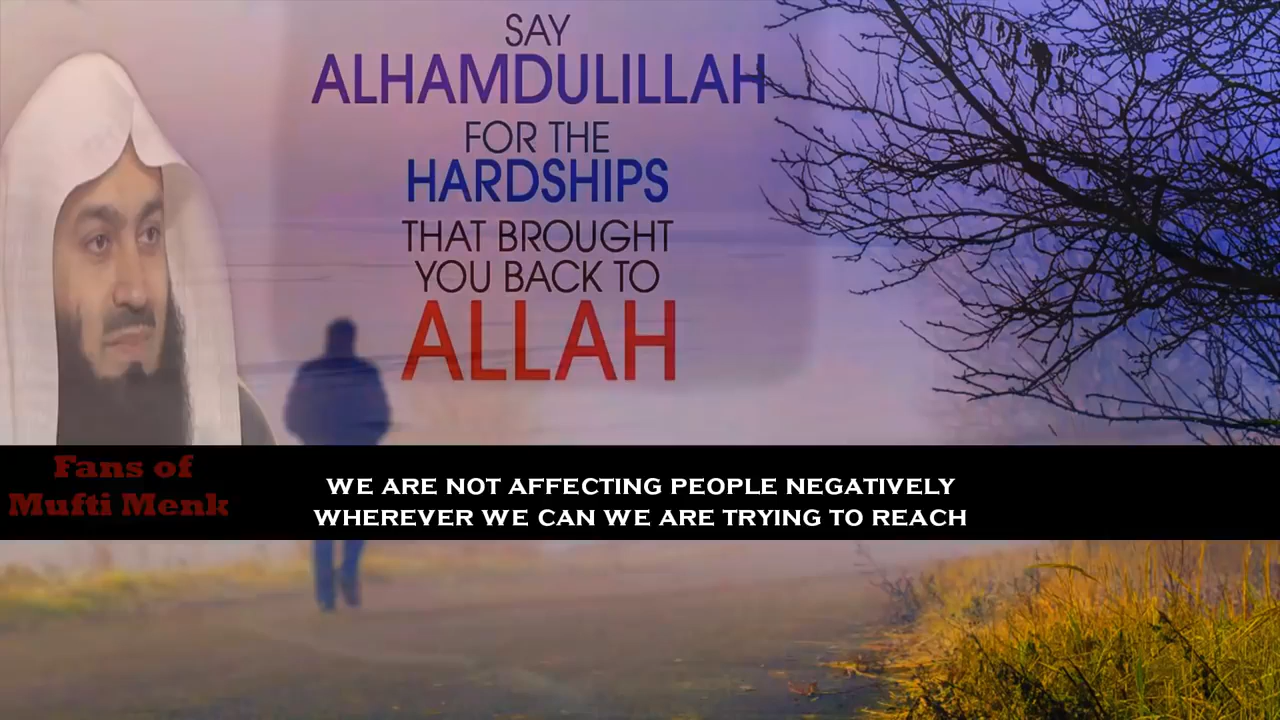 SAY
ALHAMDULILLAH
FOR THE
HARDSHIPS
THAT BROUGHT
YOU BACK TO
ALLAH
Fans of
Mufti Menk
WE ARE NOT AFFECTING PEOPLE NEGATIVELY
WHEREVER WE CAN WE ARE TRYING TO REACH